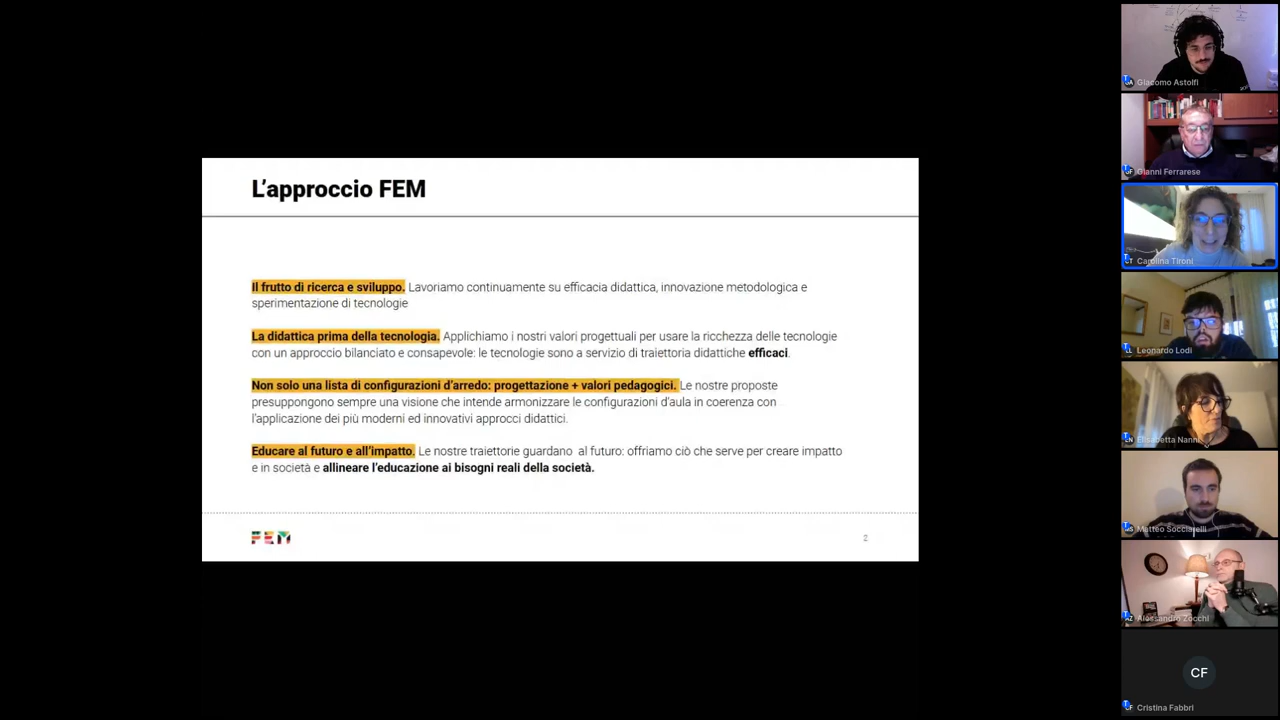 L'approccio FEM
Il frutto di ricerca e sviluppo. Lavoriamo continuamente su efficacia didattica, innovazione metodologica e
sperimentazione di tecnologie
La didattica prima della tecnologia. Applichiamo i nostri valori progettuali per usare la ricchezza delle tecnologie
con un approccio bilanciato e consapevole: le tecnologie sono a servizio di traiettoria didattiche efficaci.
Non solo una lista di configurazioni d'arredo: progettazione + valori pedagogici. Le nostre proposte
presuppongono sempre una visione che intende armonizzare le configurazioni d'aula in coerenza con
l'applicazione dei più moderni ed innovativi approcci didattici.
Educare al futuro e all'impatto. Le nostre traiettorie guardano al futuro: offriamo ciò che serve per creare impatto
e in società e allineare l'educazione ai bisogni reali della società.
FEM
2
Giacomo Astolfi
Gianni Ferrarese
Carolina Tironi
Leonardo Lodi
Elisabetta Nanni
Matteo Socciarelli
Alessandro Zocchi
CF
Cristina Fabbri